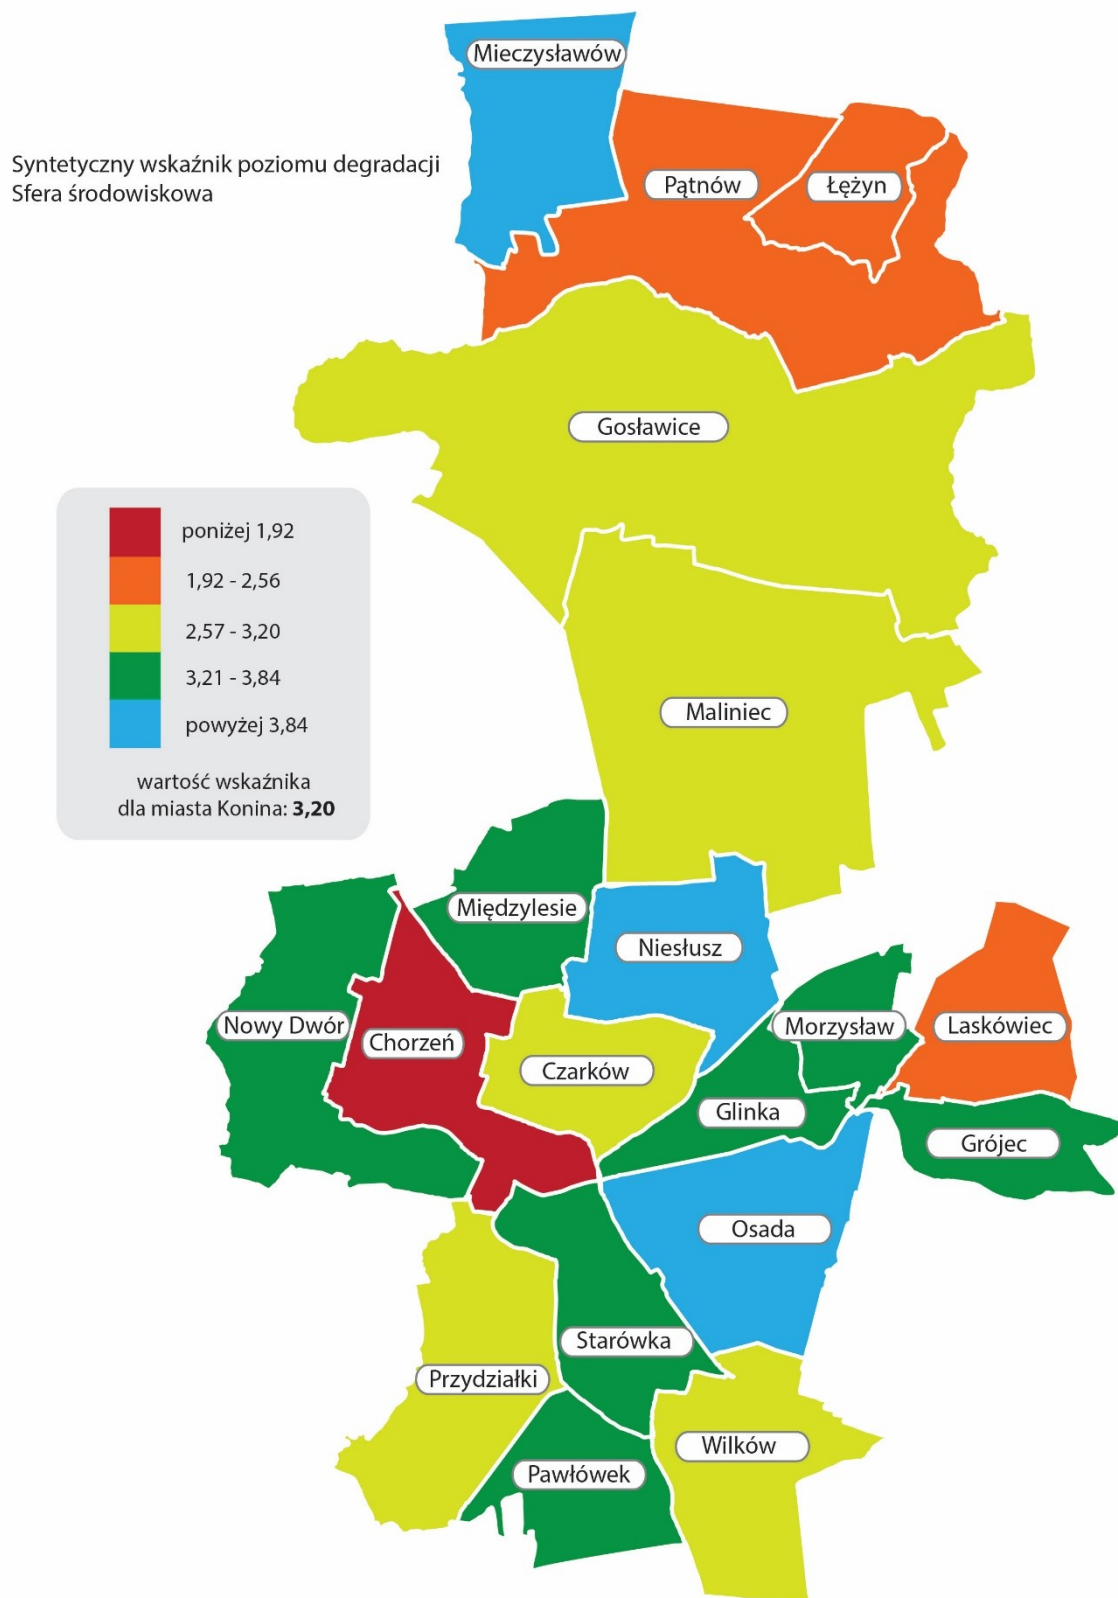 Mieczysławów
Syntetyczny wskaźnik poziomu degradacji
Sfera środowiskowa
Pątnów
Łężyn
Gosławice
poniżej 1,92
1,92 - 2,56
2,57 - 3,20
3,21 - 3,84
powyżej 3,84
wartość wskaźnika
dla miasta Konina: 3,20
Maliniec
Międzylesie
Niesłusz
Nowy Dwór
Chorzeń
Morzysław
Laskówiec
Czarków
Glinka
Grójec
Osada
Starówka
Przydziałki
Wilków
Pawłówek